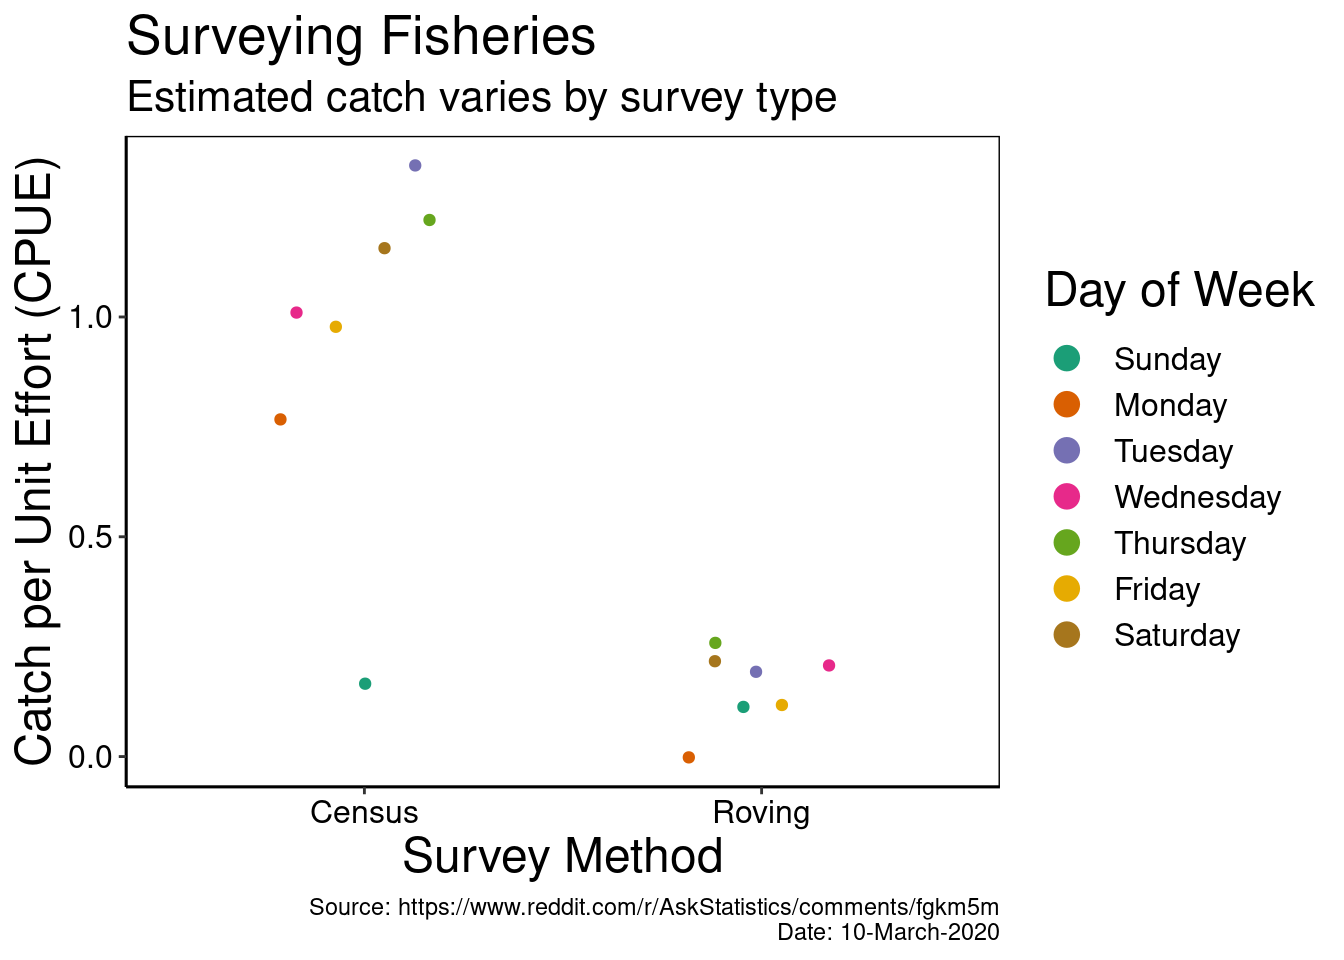 Surveying Fisheries
Estimated catch varies by survey type
Catch per Unit Effort (CPUE)
1.0
0.5
0.0
Census
Roving
Survey Method
Day of Week
Sunday
Monday
Tuesday
Wednesday
Thursday
Friday
Saturday
Source: https://www.reddit.com/r/AskStatistics/comments/fgkm5m
Date: 10-March-2020